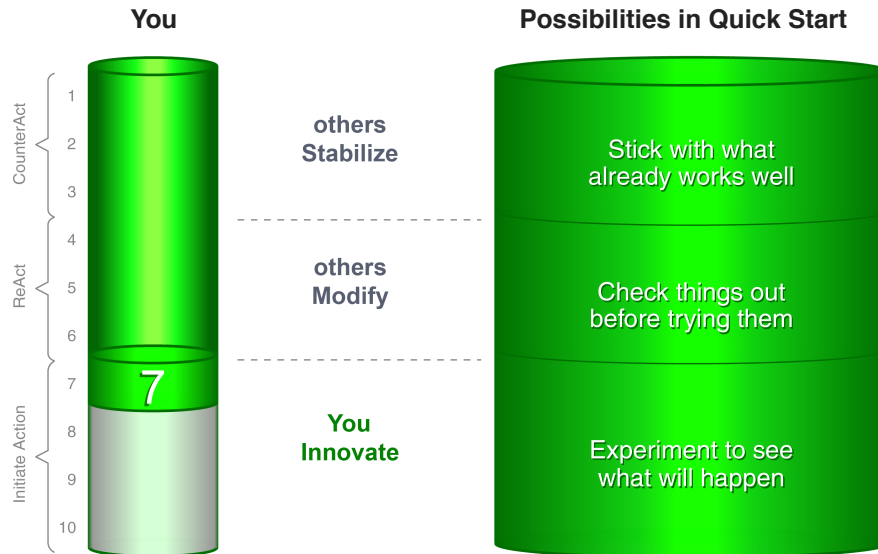 You
Possibilities in Quick Start
CounterAct
1
2
3
others
Stabilize
Stick with what
already works well
ReAct
4
5
6
others
Modify
Check things out
before trying them
Initiate Action
7
7
8
9
10
You
Innovate
Experiment to see
what will happen